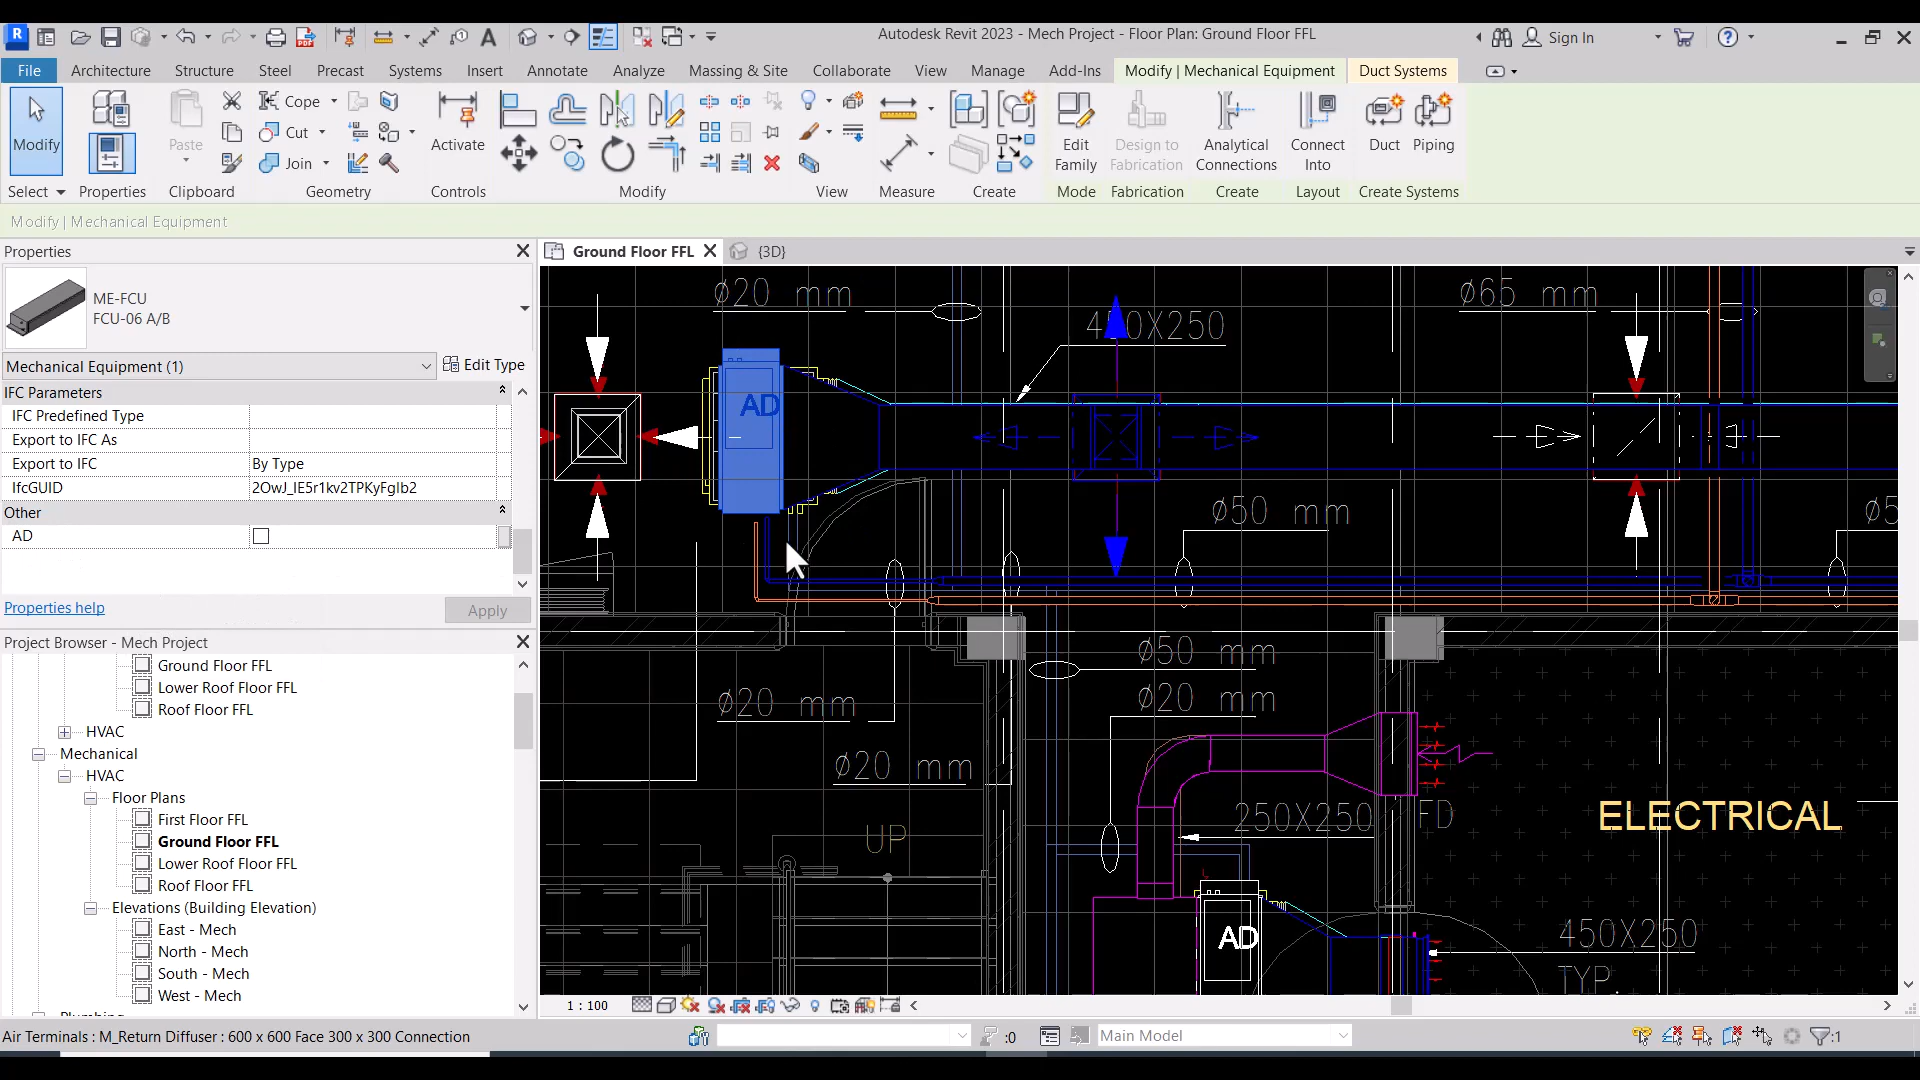 Autodesk Revit 2023 - Mech Project - Floor Plan: Ground Floor FFL
Sign In
File Architecture Structure Steel Precast Systems Insert Annotate Analyze Massing & Site Collaborate View Manage Add-Ins Modify | Mechanical Equipment Duct Systems
Modify
Paste
Cope
Cut
Join
Activate
Edit Family
Design to Fabrication
Analytical Connections
Connect Into
Duct
Piping
Select Properties Clipboard Geometry Controls Modify View Measure Create Mode Fabrication Create Layout Create Systems
Modify | Mechanical Equipment
Properties
ME-FCU
FCU-06 A/B
Mechanical Equipment (1)
Edit Type
IFC Parameters
IFC Predefined Type
Export to IFC As
Export to IFC By Type
IfcGUID 2OwJ_IE5r1kv2TPKyFglb2
Other
AD
Properties help
Apply
Project Browser - Mech Project
Ground Floor FFL
Lower Roof Floor FFL
Roof Floor FFL
HVAC
Mechanical
HVAC
Floor Plans
First Floor FFL
Ground Floor FFL
Lower Roof Floor FFL
Roof Floor FFL
Elevations (Building Elevation)
East - Mech
North - Mech
South - Mech
West - Mech
Ground Floor FFL
{3D}
ø20 mm
450X250
ø65 mm
AD
ø50 mm
ø5
ø50 mm
ø20 mm
ø20 mm
ø20 mm
250X250
FD
UP
ELECTRICAL
AD
450X250
TYP.
1 : 100
Air Terminals : M_Return Diffuser : 600 x 600 Face 300 x 300 Connection
:0
Main Model
:1